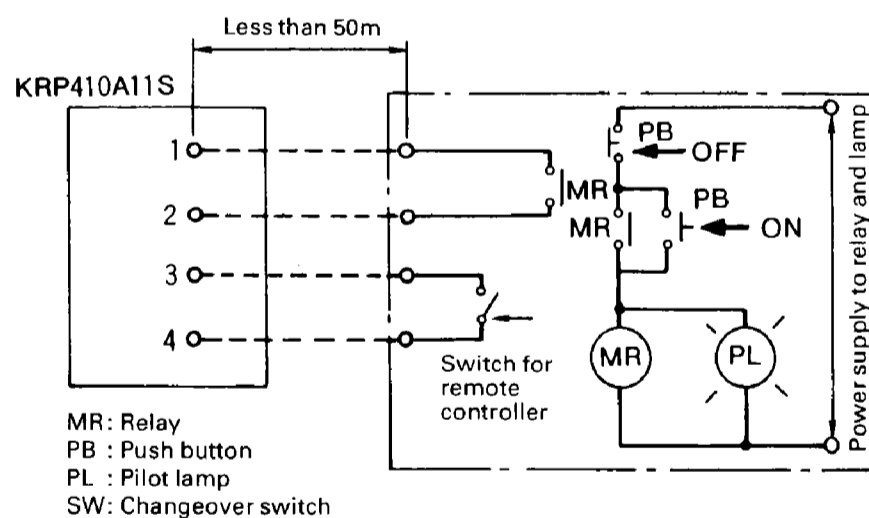 Less than 50m
KRP410A11S
1
2
3
4
MR
PB
OFF
MR
PB
ON
MR
PL
Switch for
remote
controller
Power supply to relay and lamp
MR: Relay
PB : Push button
PL : Pilot lamp
SW: Changeover switch